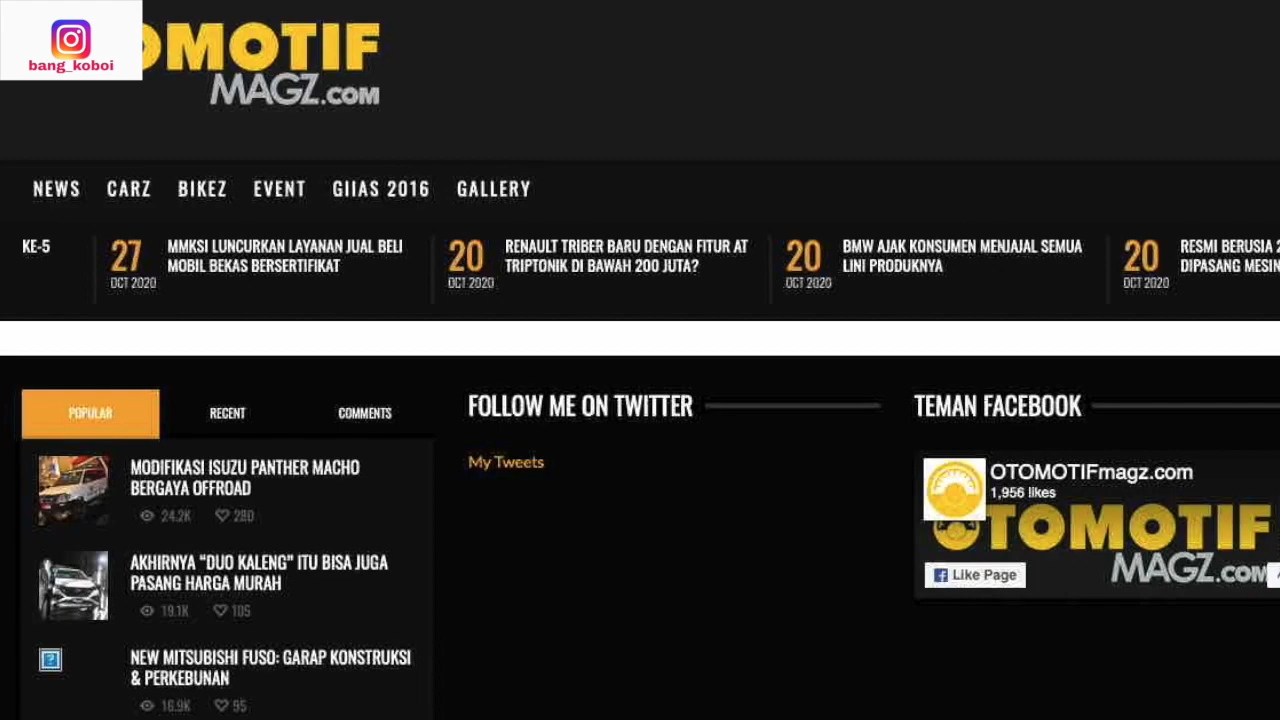 bang_koboi
OMOTIF
MAGZ.COM
NEWS CARZ BIKEZ EVENT GIIAS 2016 GALLERY
KE-5
27
OCT 2020
MMKSI LUNCURKAN LAYANAN JUAL BELI
MOBIL BEKAS BERSERTIFIKAT
20
OCT 2020
RENAULT TRIBER BARU DENGAN FITUR AT
TRIPTONIK DI BAWAH 200 JUTA?
20
OCT 2020
BMW AJAK KONSUMEN MENJAJAL SEMUA
LINI PRODUKNYA
20
OCT 2020
RESMI BERUSIA 2
DIPASANG MESIN
POPULAR RECENT COMMENTS
MODIFIKASI ISUZU PANTHER MACHO
BERGAYA OFFROAD
24.2K 280
AKHIRNYA “DUO KALENG” ITU BISA JUGA
PASANG HARGA MURAH
19.1K 105
NEW MITSUBISHI FUSO: GARAP KONSTRUKSI
& PERKEBUNAN
16.9K 95
FOLLOW ME ON TWITTER
My Tweets
TEMAN FACEBOOK
OTOMOTIFmagz.com
1,956 likes
OTOMOTIF
MAGZ.COM
Like Page